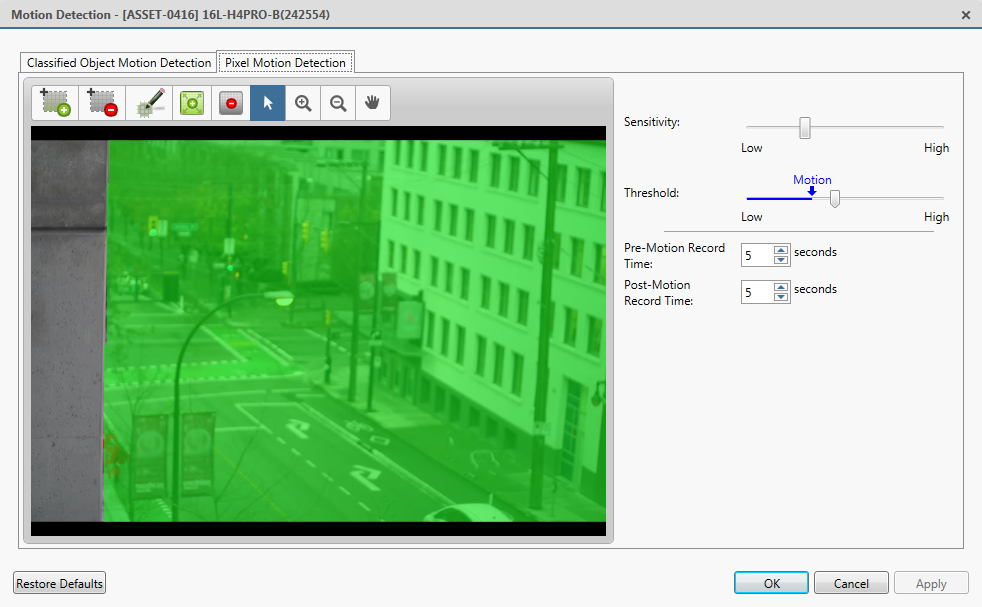 Motion Detection - [ASSET-0416] 16L-H4PRO-B(242554)
Classified Object Motion Detection
Pixel Motion Detection
Sensitivity:
Low
High
Motion
Threshold:
Low
High
Pre-Motion Record
Time:
5
seconds
Post-Motion
Record Time:
5
seconds
Restore Defaults
OK
Cancel
Apply